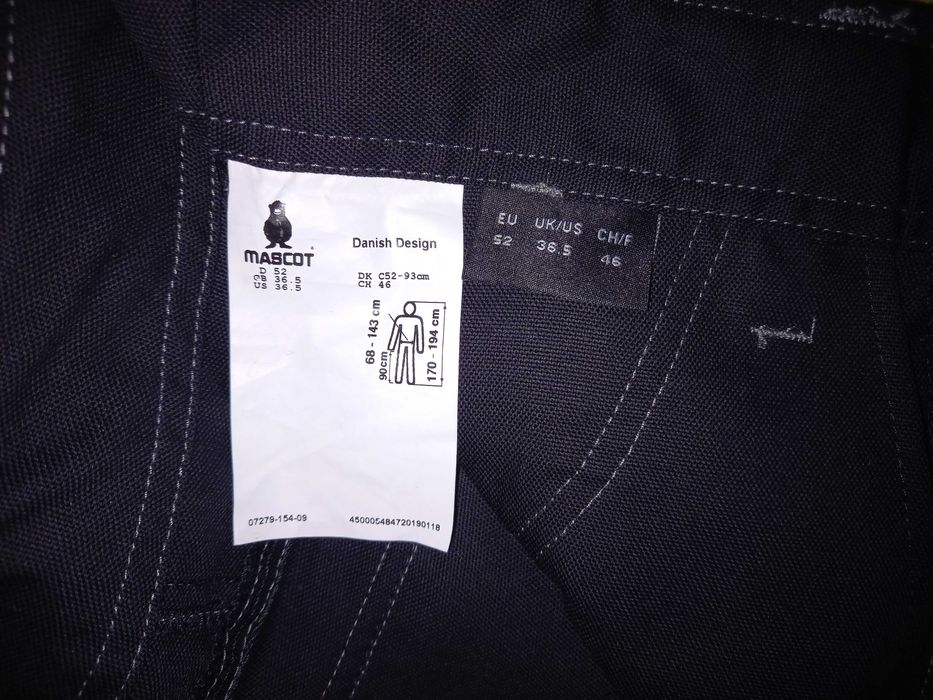 MASCOT
Danish Design
D 52
GB 36.5
US 36.5
DK C52-93cm
CH 46
68 - 143 cm
90cm
170 - 194 cm
07279-154-09
450005484720190118
EU UK/US CH/F
52 36.5 46